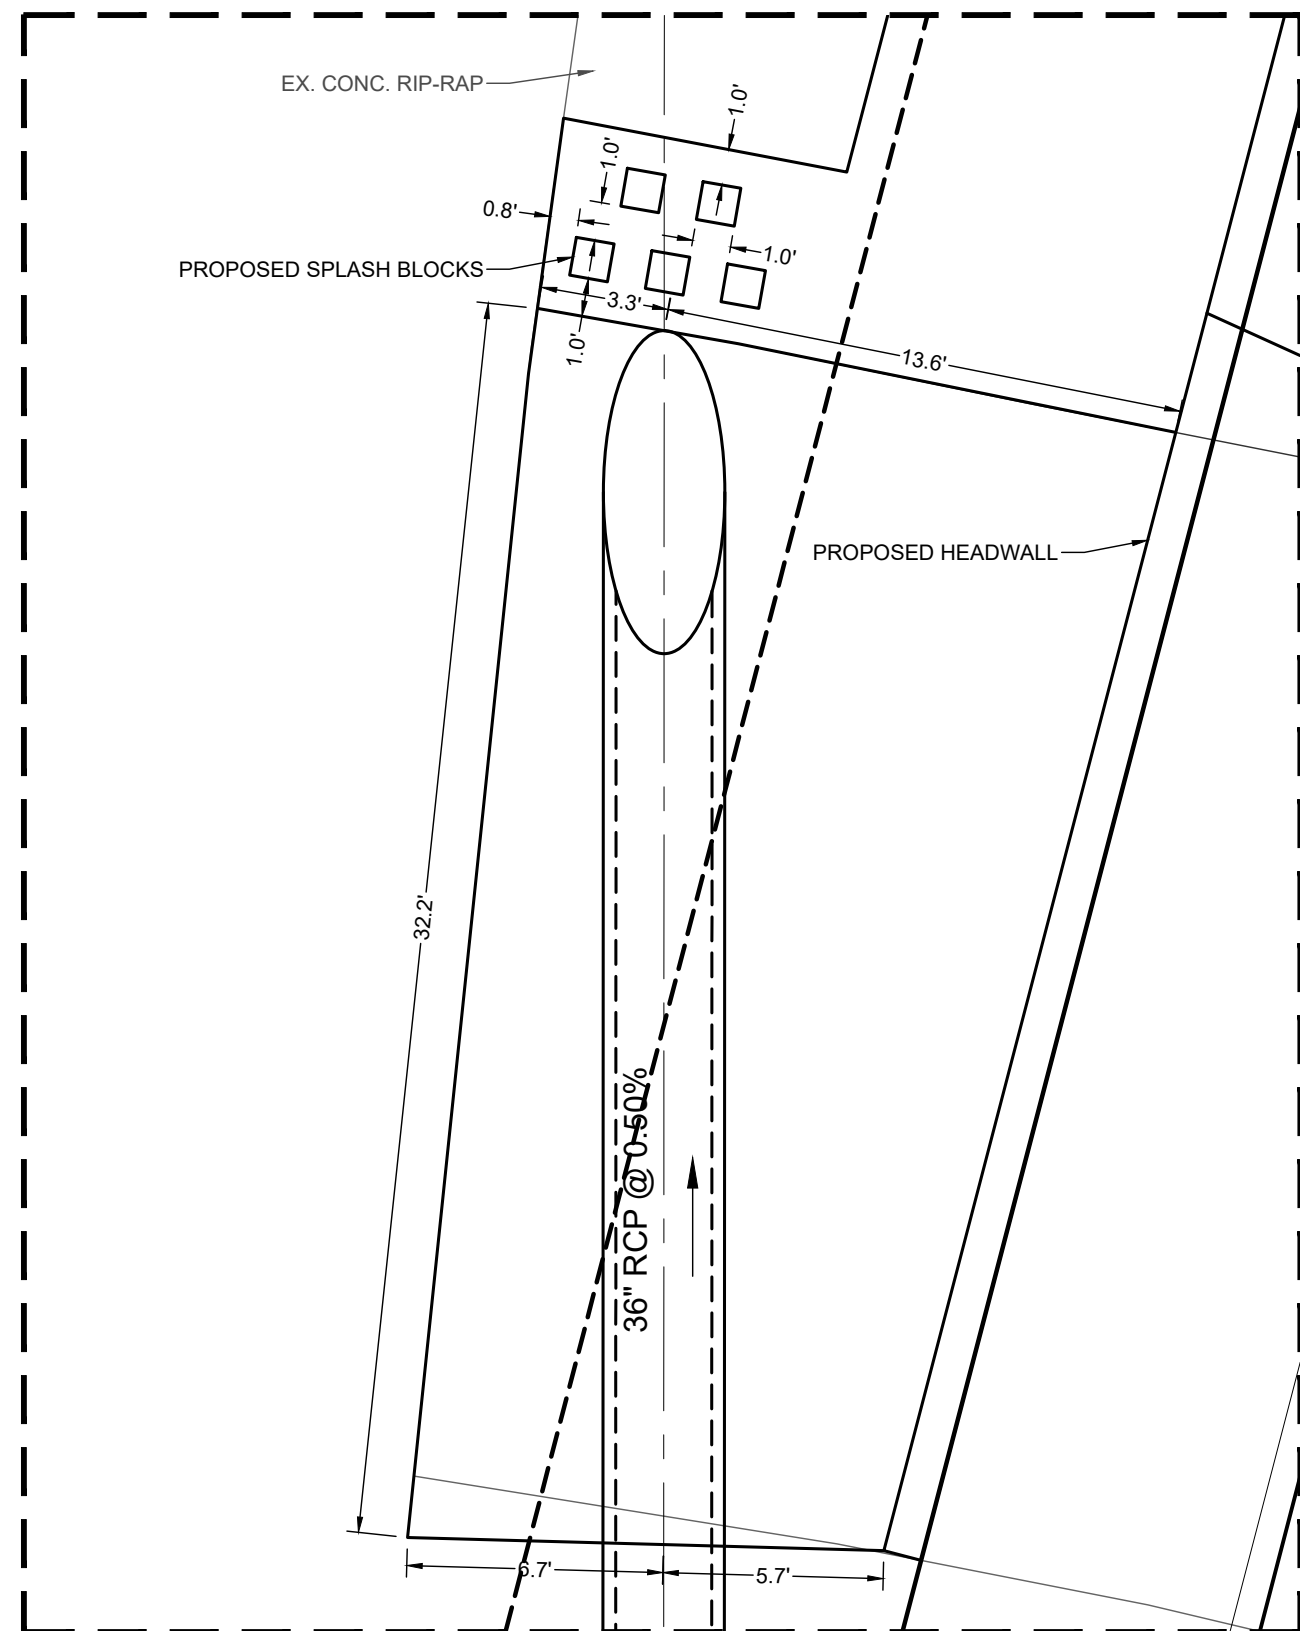 EX. CONC. RIP-RAP
1.0'
1.0'
0.8'
1.0'
PROPOSED SPLASH BLOCKS
3.3'
1.0'
13.6'
PROPOSED HEADWALL
32.2'
36" RCP @ 0.50%
6.7'
5.7'